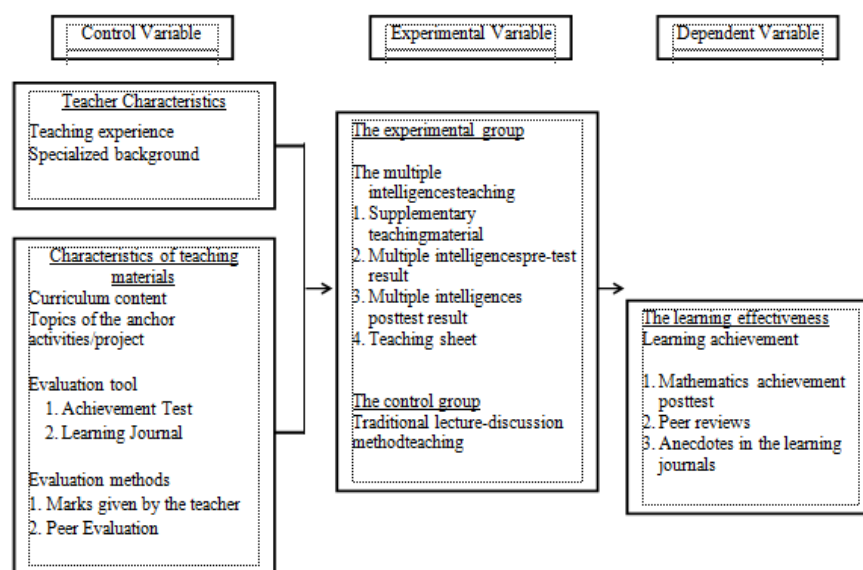 Control Variable
Experimental Variable
Dependent Variable
Teacher Characteristics
Teaching experience
Specialized background
Characteristics of teaching
materials
Curriculum content
Topics of the anchor
activities/project
Evaluation tool
1. Achievement Test
2. Learning Journal
Evaluation methods
1. Marks given by the teacher
2. Peer Evaluation
The experimental group
The multiple
intelligencesteaching
1. Supplementary
teachingmaterial
2. Multiple intelligencespre-test
result
3. Multiple intelligences
posttest result
4. Teaching sheet
The control group
Traditional lecture-discussion
methodteaching
The learning effectiveness
Learning achievement
1. Mathematics achievement
posttest
2. Peer reviews
3. Anecdotes in the learning
journals